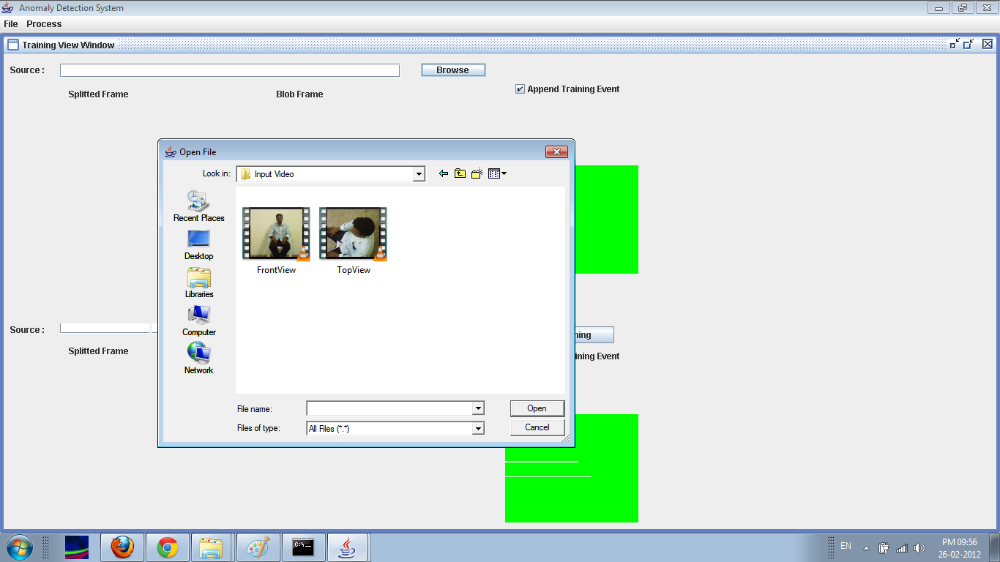 Anomaly Detection System
File Process
Training View Window
Source :
Browse
Splitted Frame
Blob Frame
Append Training Event
Open File
Look in:
Input Video
Recent Places
Desktop
Libraries
Computer
Network
FrontView
TopView
File name:
Open
Files of type:
All Files (*.*)
Cancel
Source :
ning
Splitted Frame
ining Event
C:\
EN
PM 09:56
26-02-2012